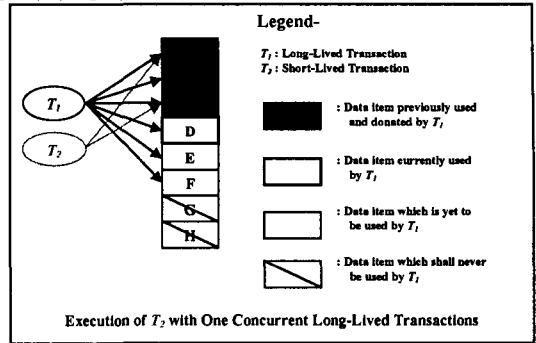 Legend-
T1 : Long-Lived Transaction
T2 : Short-Lived Transaction
T1
T2
D
E
F
G
H
: Data item previously used
and donated by T1
: Data item currently used
by T1
: Data item which is yet to
be used by T1
: Data item which shall never
be used by T1
Execution of T2 with One Concurrent Long-Lived Transactions